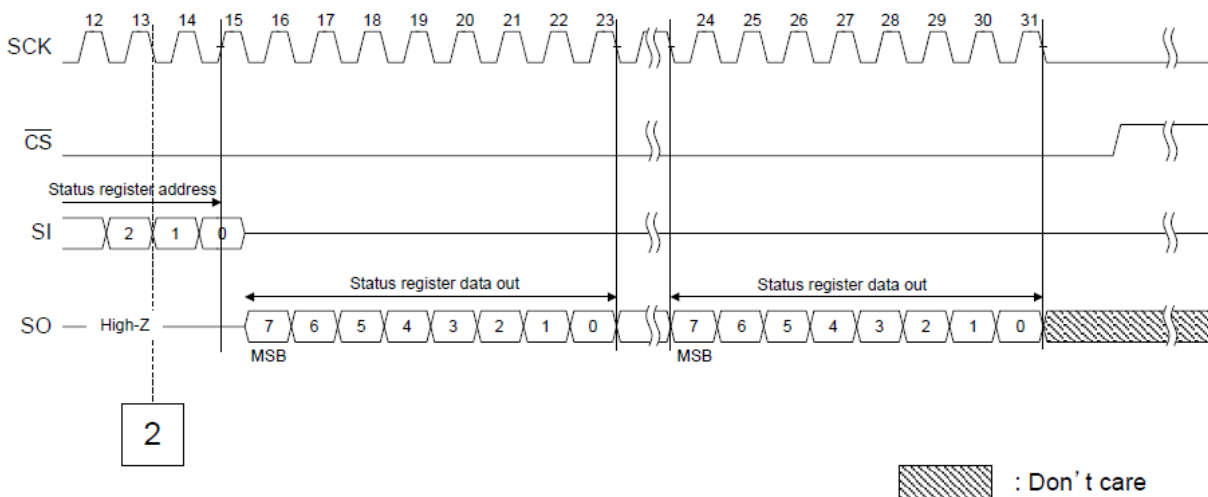 12 13 14 15 16 17 18 19 20 21 22 23 24 25 26 27 28 29 30 31
SCK
CS
Status register address
SI 2 1 0
Status register data out Status register data out
SO High-Z 7 6 5 4 3 2 1 0 7 6 5 4 3 2 1 0
MSB MSB
2
: Don't care